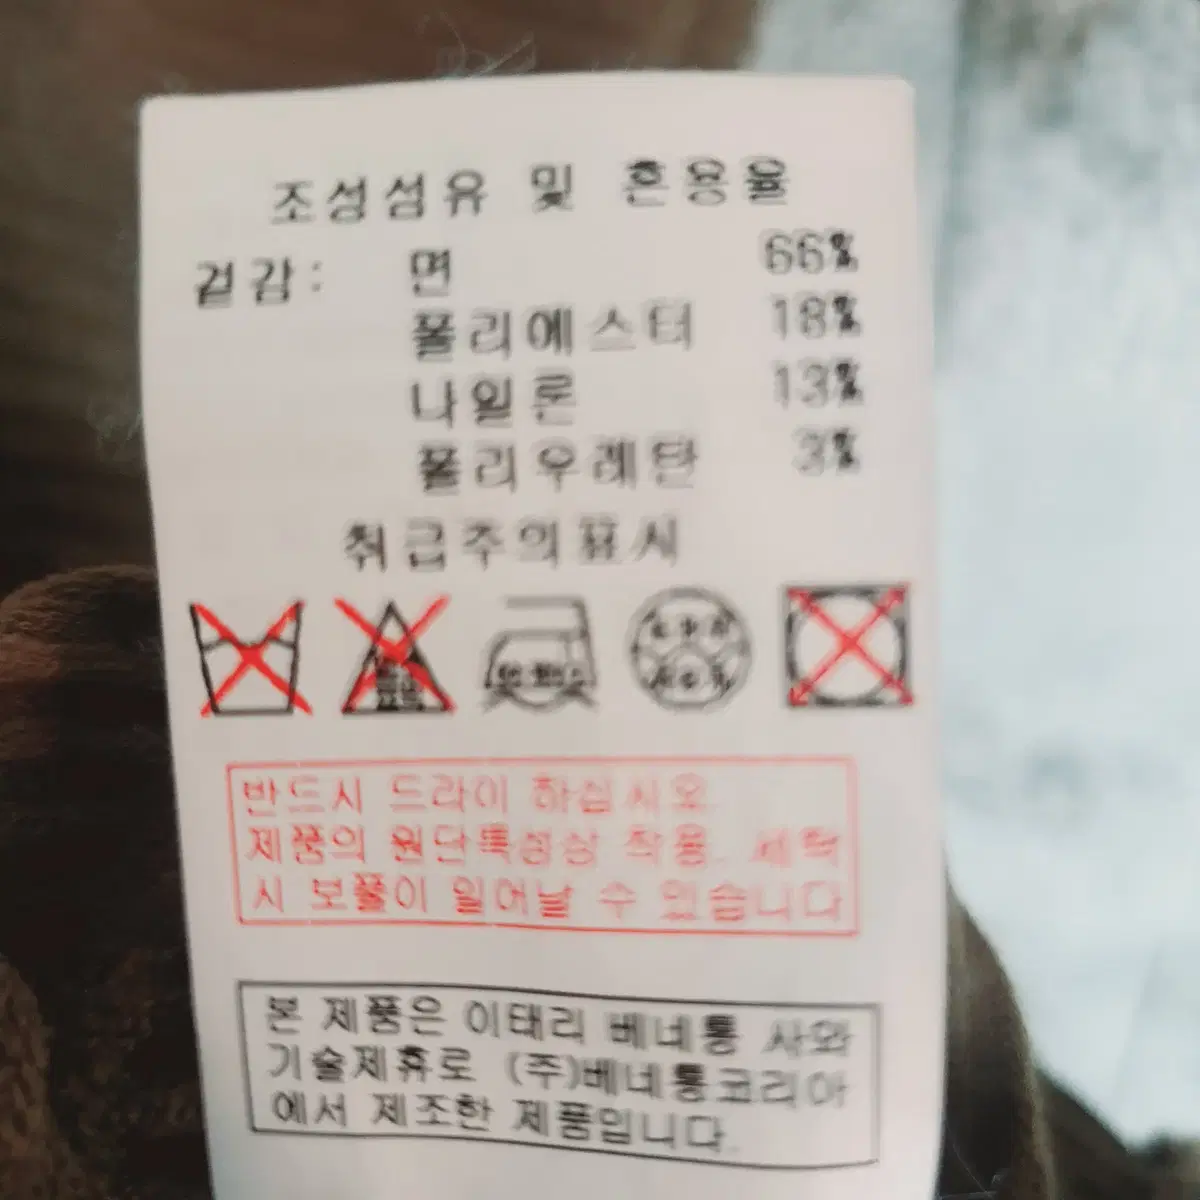 조성섬유 및 혼용율
겉감: 면 66%
폴리에스터 18%
나일론 13%
폴리우레탄 3%
취급주의표시
반드시 드라이 하십시오.
제품의 원단특성상 착용. 세탁
시 보풀이 일어날 수 있습니다
본 제품은 이태리 베네통 사와
기술제휴로 (주)베네통코리아
에서 제조한 제품입니다.